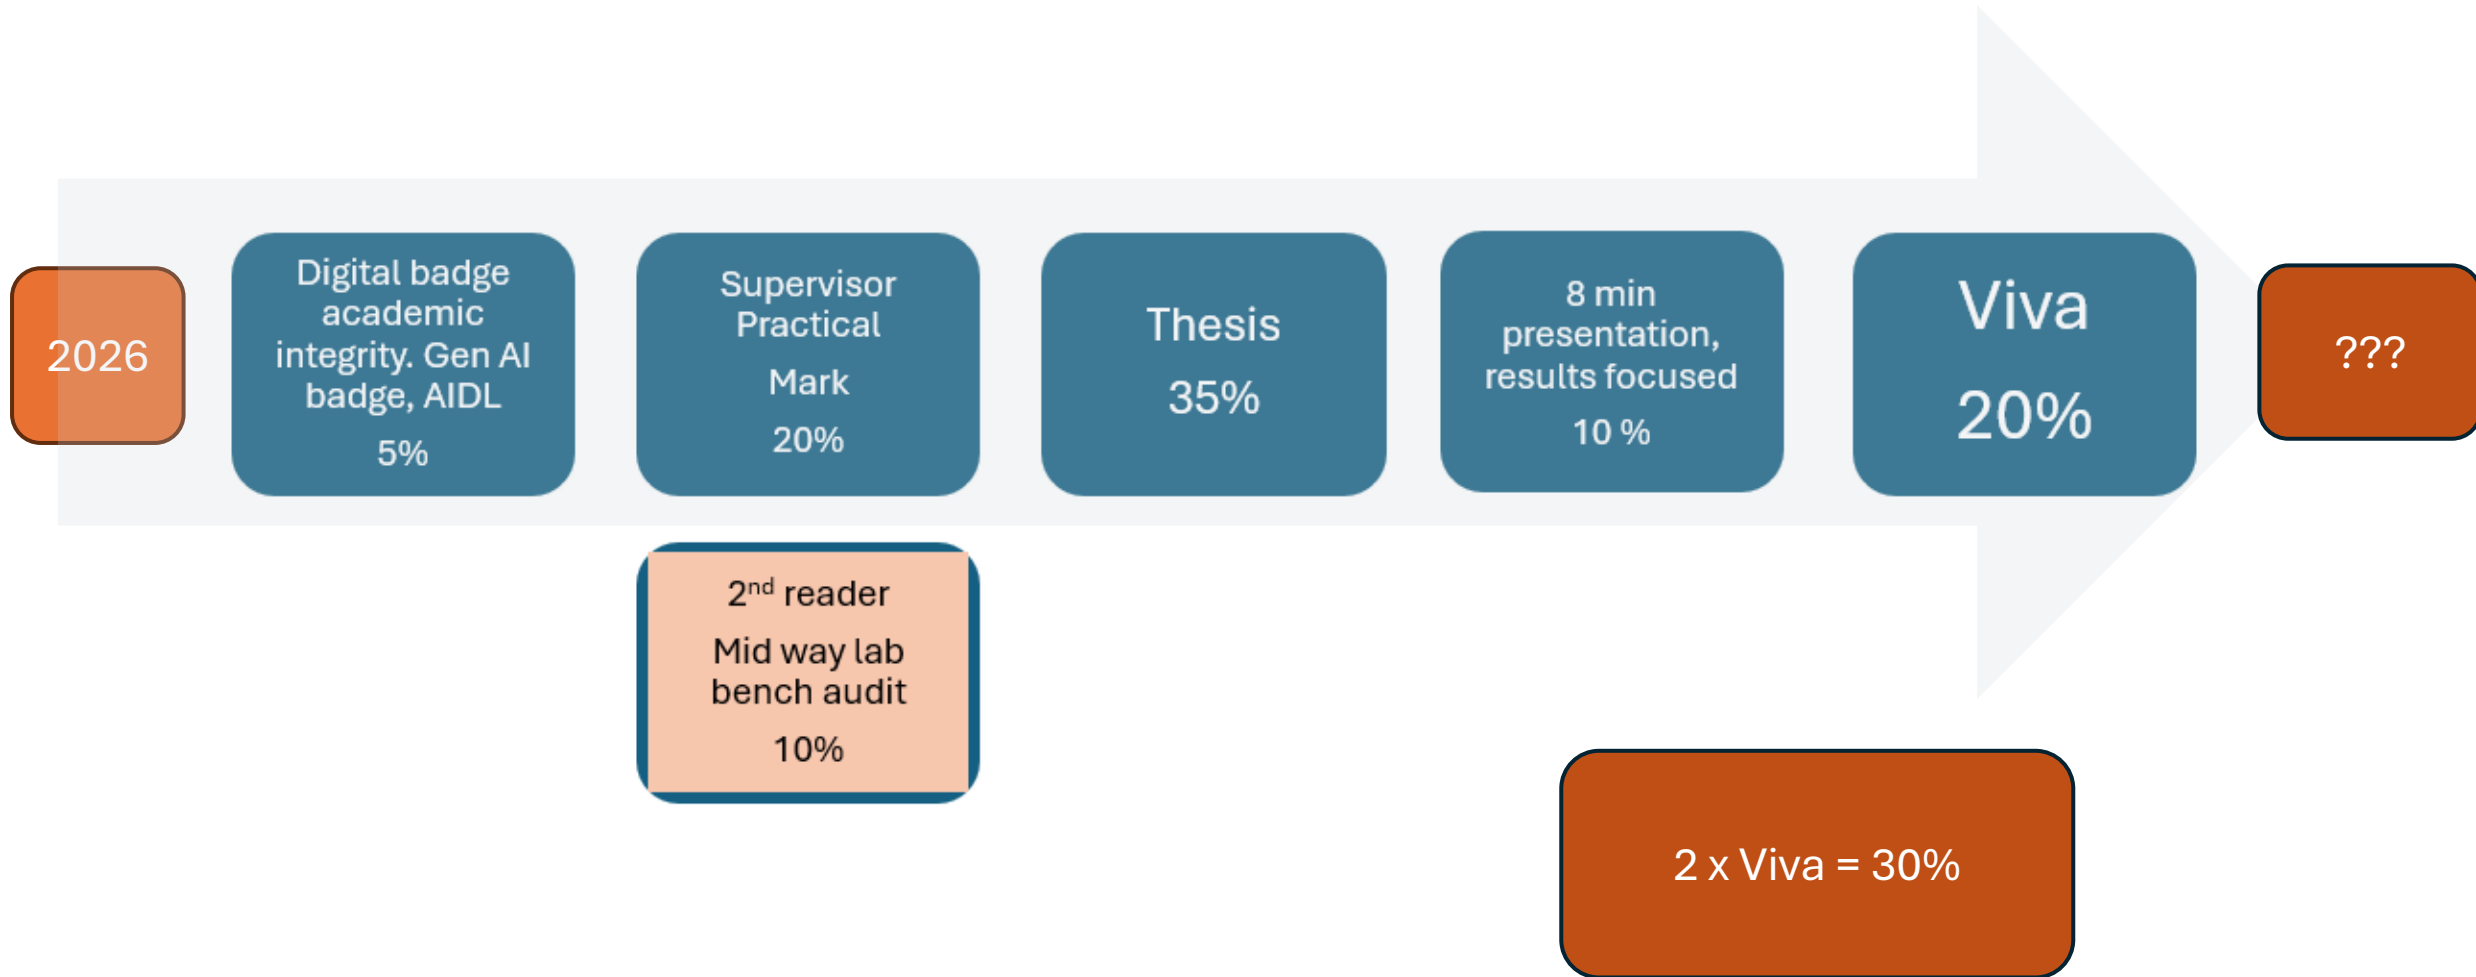 2026
Digital badge
academic
integrity. Gen AI
badge, AIDL
5%
Supervisor
Practical
Mark
20%
Thesis
35%
8 min
presentation,
results focused
10 %
Viva
20%
???
2nd reader
Mid way lab
bench audit
10%
2 x Viva = 30%